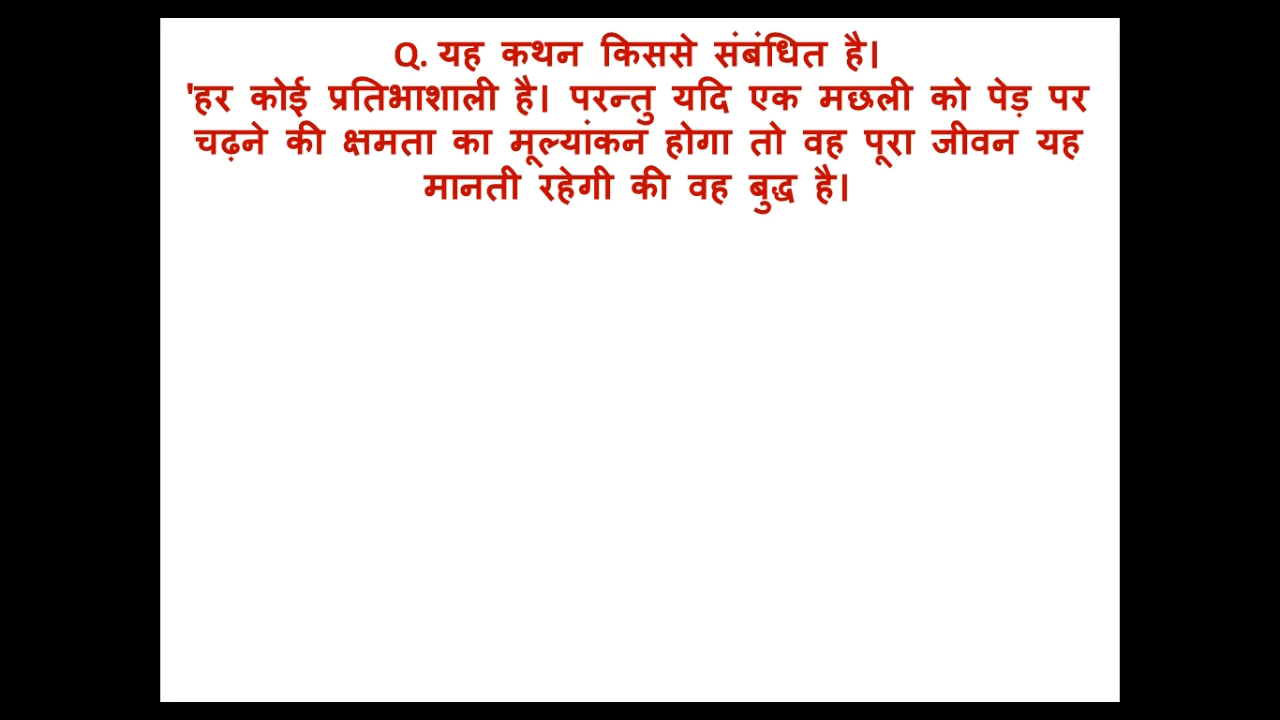 Q. यह कथन किससे संबंधित है।
'हर कोई प्रतिभाशाली है। परन्तु यदि एक मछली को पेड़ पर
चढ़ने की क्षमता का मूल्यांकन होगा तो वह पूरा जीवन यह
मानती रहेगी की वह बुद्ध है।